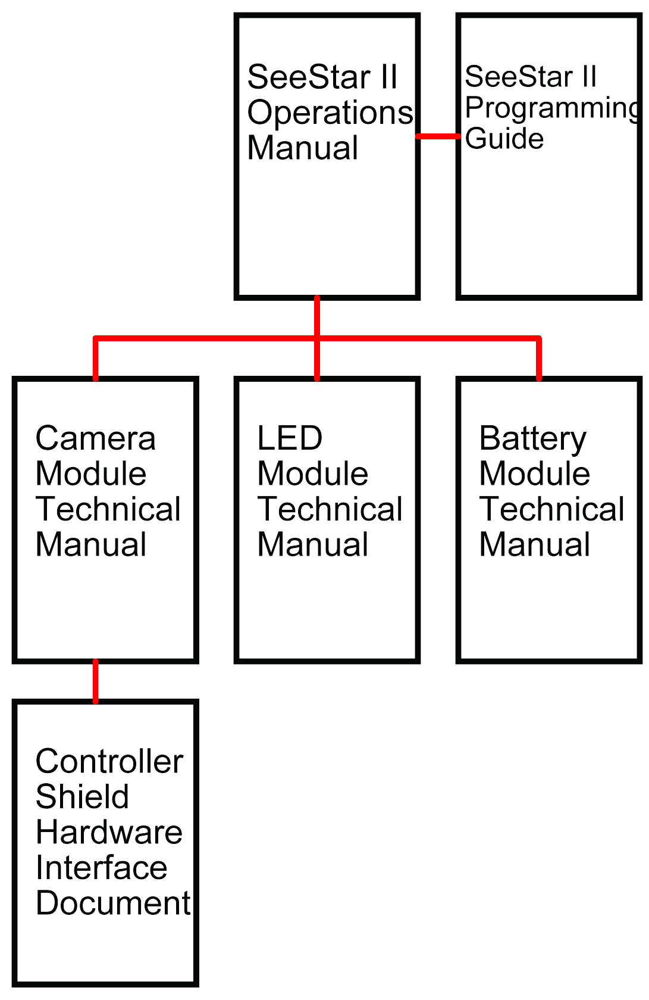 SeeStar II
Operations
Manual
SeeStar II
Programming
Guide
Camera
Module
Technical
Manual
LED
Module
Technical
Manual
Battery
Module
Technical
Manual
Controller
Shield
Hardware
Interface
Document